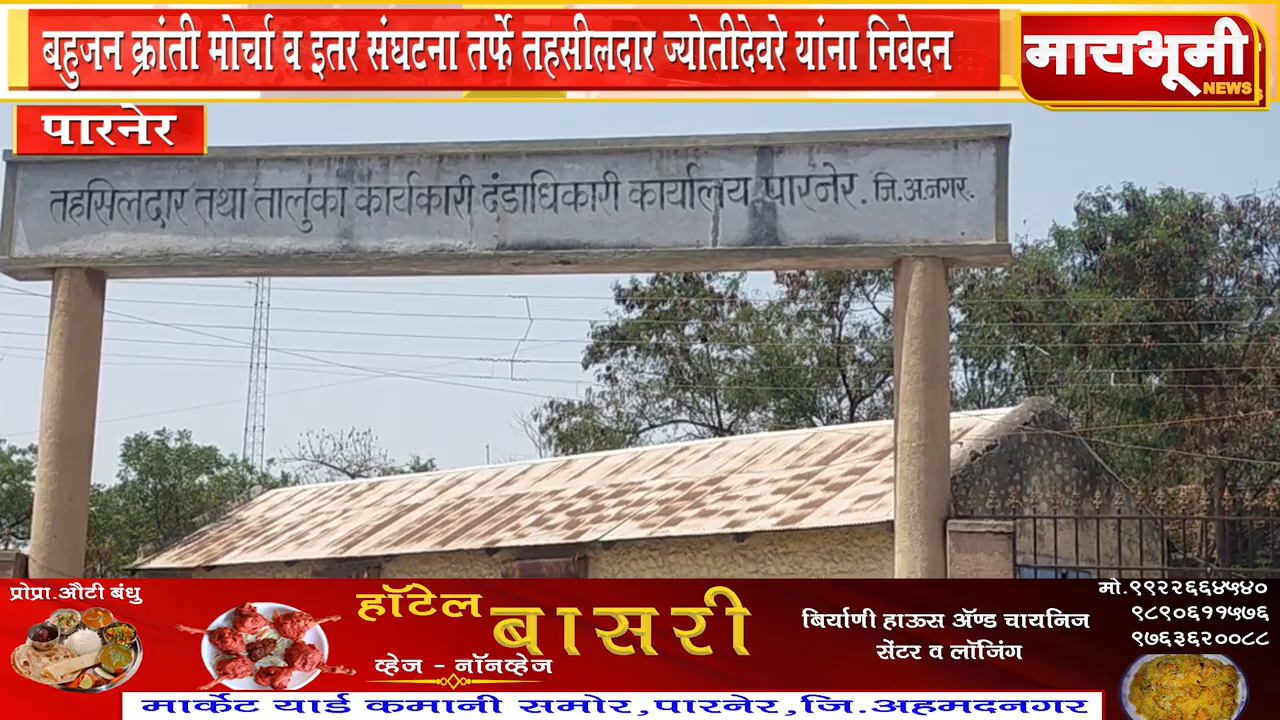 बहुजन क्रांती मोर्चा व इतर संघटना तर्फे तहसीलदार ज्योतीदेवरे यांना निवेदन
मायभूमी
NEWS
पारनेर
तहसिलदार तथा तालुका कार्यकारी दंडाधिकारी कार्यालय पारनेर. जि.अ.नगर.
प्रोप्रा.औटी बंधु
हॉटेल
बासरी
व्हेज - नॉनव्हेज
बिर्याणी हाऊस ॲण्ड चायनिज
सेंटर व लॉजिंग
मो.९९२२६६४५४०
९८९०६११५७६
९७६३६२००८८
मार्केट यार्ड कमानी समोर,पारनेर,जि.अहमदनगर